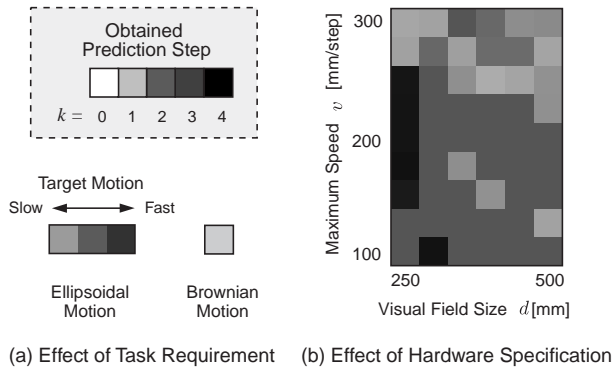 Obtained
Prediction Step
k = 0 1 2 3 4
Target Motion
Slow Fast
Ellipsoidal
Motion
Brownian
Motion
(a) Effect of Task Requirement
300
200
100
Maximum Speed v [mm/step]
250 500
Visual Field Size d [mm]
(b) Effect of Hardware Specification